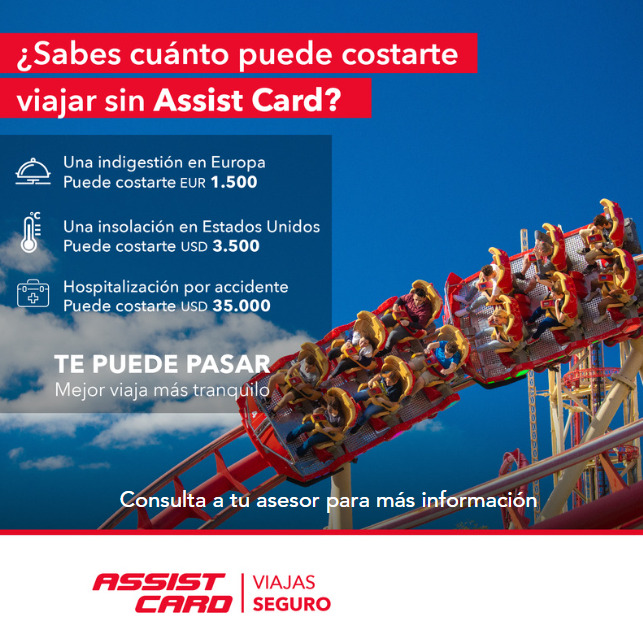 ¿Sabes cuánto puede costarte
viajar sin Assist Card?
Una indigestión en Europa
Puede costarte EUR 1.500
°C
Una insolación en Estados Unidos
Puede costarte USD 3.500
Hospitalización por accidente
Puede costarte USD 35.000
TE PUEDE PASAR
Mejor viaja más tranquilo
Consulta a tu asesor para más información
ASSIST
CARD
VIAJAS
SEGURO